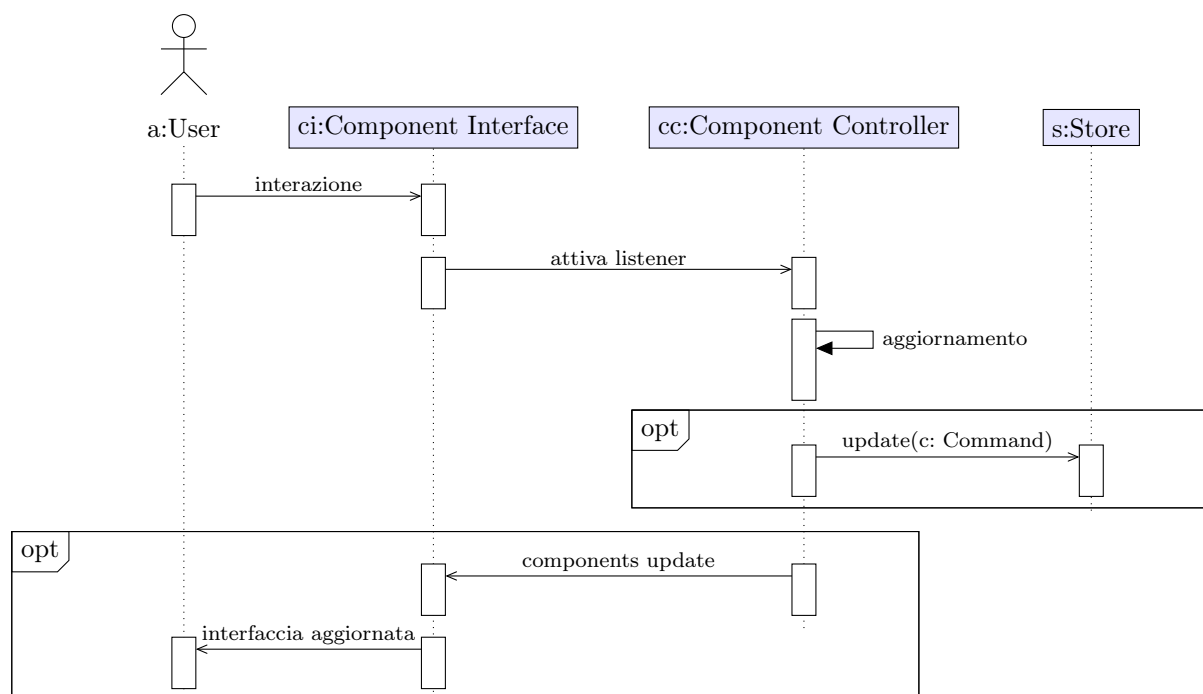 a:User
ci:Component Interface
cc:Component Controller
s:Store
interazione
attiva listener
aggiornamento
opt
update(c: Command)
opt
components update
interfaccia aggiornata